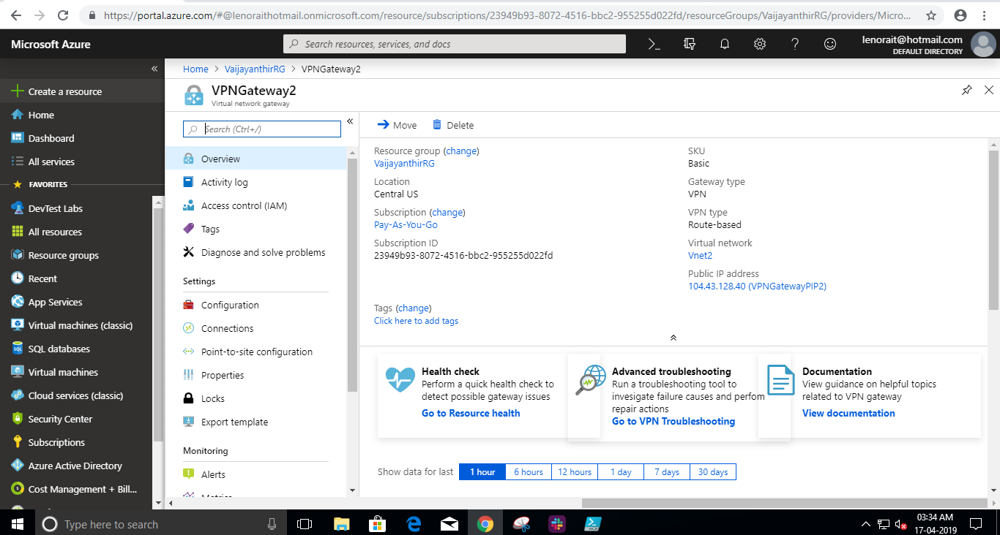 https://portal.azure.com/#@lenoraithotmail.onmicrosoft.com/resource/subscriptions/23949b93-8072-4516-bbc2-955255d022fd/resourceGroups/VaijayanthirRG/providers/Micro...
Microsoft Azure
Search resources, services, and docs
lenorait@hotmail.com
DEFAULT DIRECTORY
Create a resource
Home
Dashboard
All services
FAVORITES
DevTest Labs
All resources
Resource groups
Recent
App Services
Virtual machines (classic)
SQL databases
Virtual machines
Cloud services (classic)
Security Center
Subscriptions
Azure Active Directory
Cost Management + Bill...
Home > VaijayanthirRG > VPNGateway2
VPNGateway2
Virtual network gateway
Search (Ctrl+/)
Overview
Activity log
Access control (IAM)
Tags
Diagnose and solve problems
Settings
Configuration
Connections
Point-to-site configuration
Properties
Locks
Export template
Monitoring
Alerts
Metrics
Move
Delete
Resource group (change)
VaijayanthirRG
Location
Central US
Subscription (change)
Pay-As-You-Go
Subscription ID
23949b93-8072-4516-bbc2-955255d022fd
SKU
Basic
Gateway type
VPN
VPN type
Route-based
Virtual network
Vnet2
Public IP address
104.43.128.40 (VPNGatewayPIP2)
Tags (change)
Click here to add tags
Health check
Perform a quick health check to
detect possible gateway issues
Go to Resource health
Advanced troubleshooting
Run a troubleshooting tool to
invesigate failure causes and perfom
repair actions
Go to VPN Troubleshooting
Documentation
View guidance on helpful topics
related to VPN gateway
View documentation
Show data for last
1 hour
6 hours
12 hours
1 day
7 days
30 days
Type here to search
03:34 AM
17-04-2019